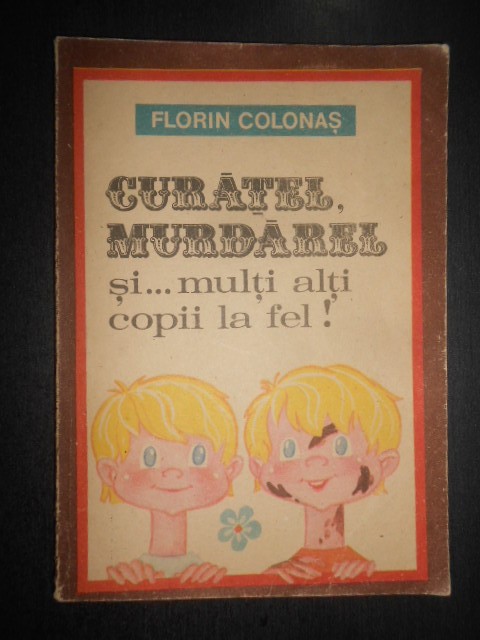 FLORIN COLONAȘ
CURĂȚEL,
MURDĂREL
și... mulți alți
copii la fel!